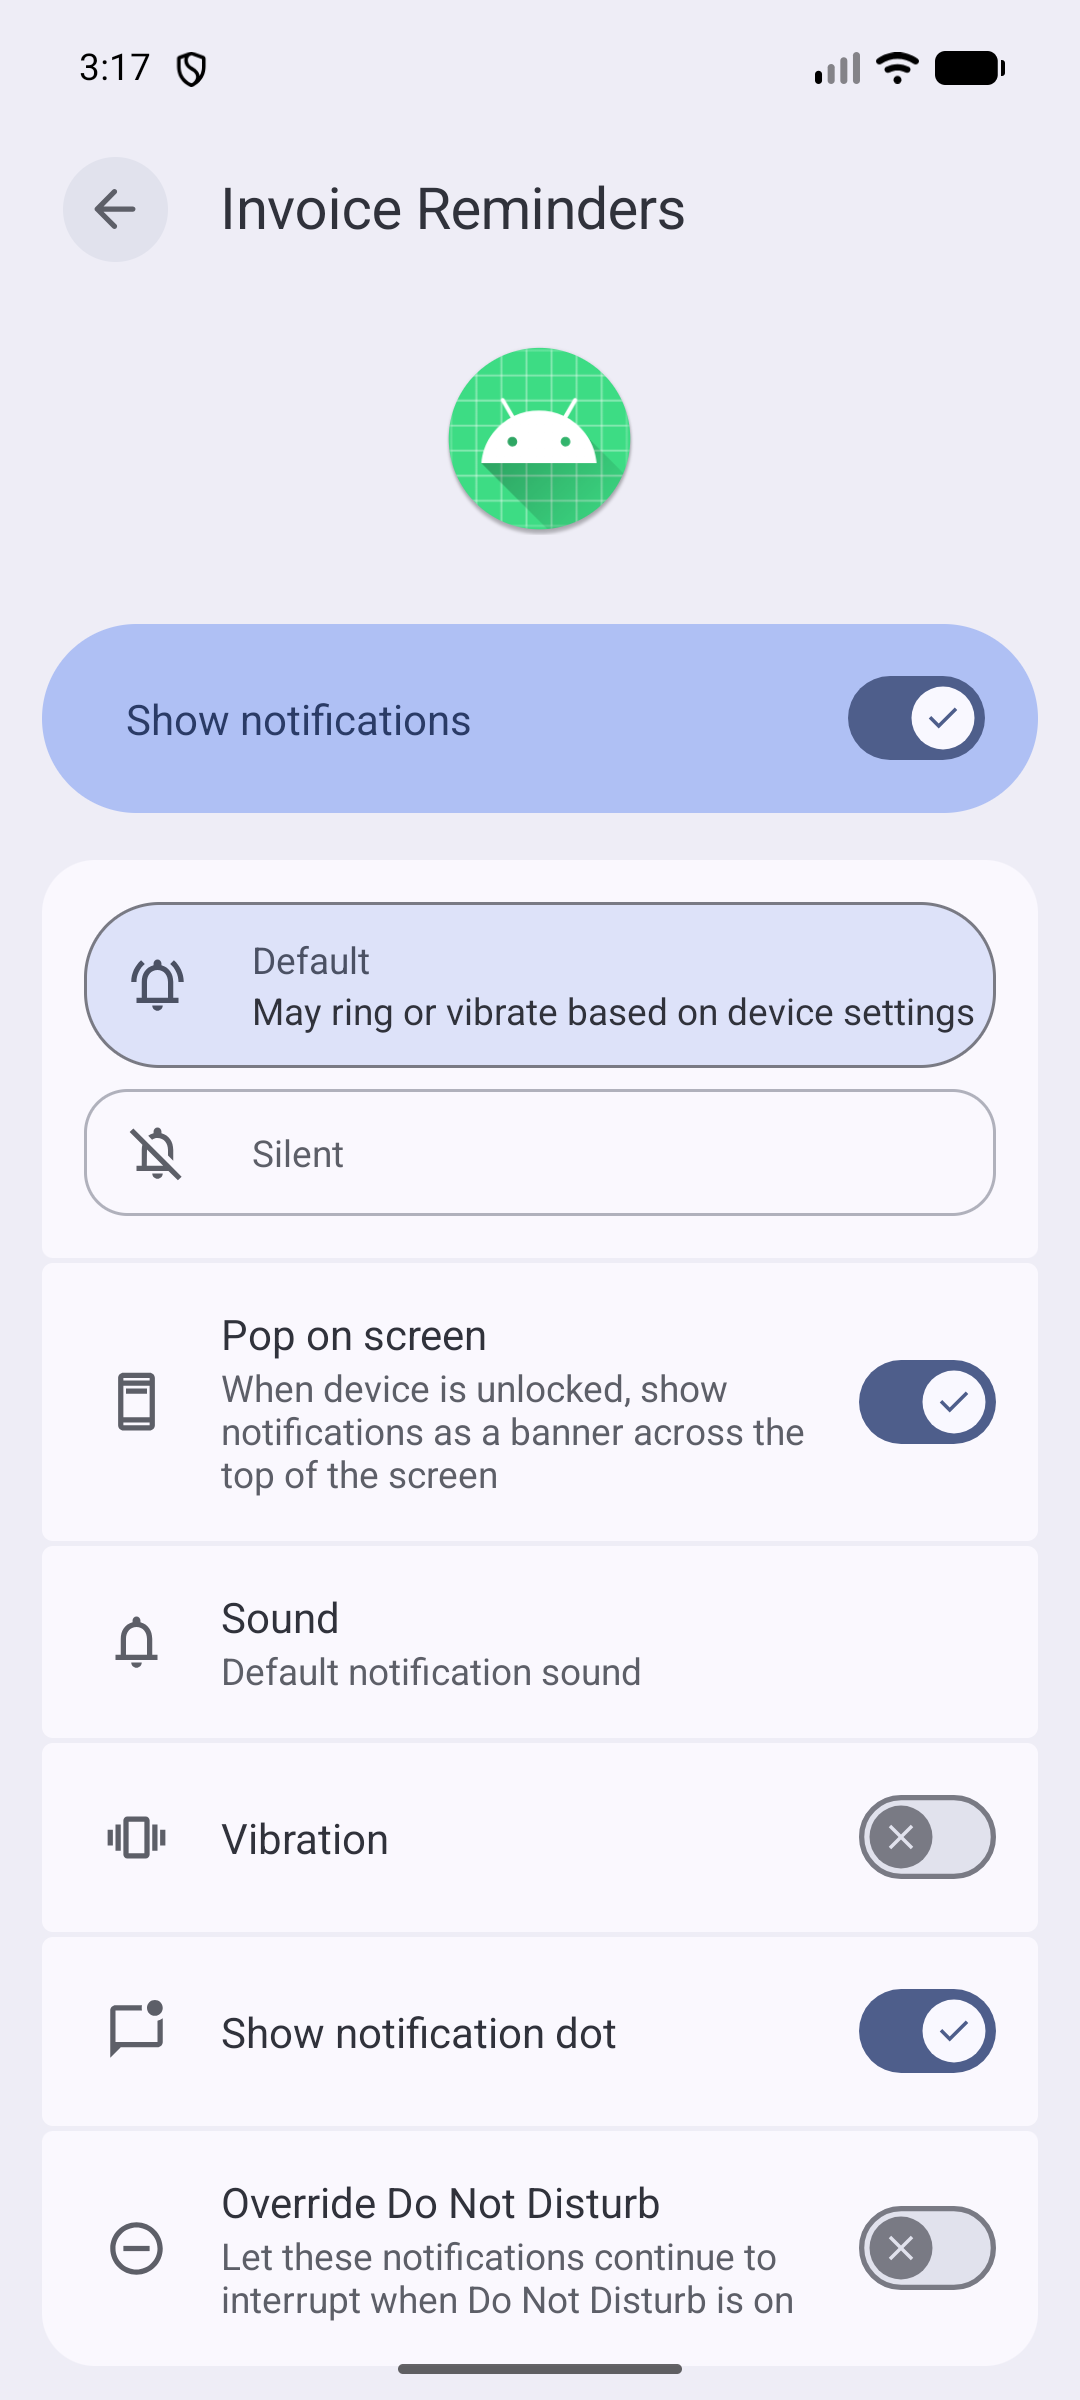 3:17
Invoice Reminders
Show notifications
Default
May ring or vibrate based on device settings
Silent
Pop on screen
When device is unlocked, show
notifications as a banner across the
top of the screen
Sound
Default notification sound
Vibration
Show notification dot
Override Do Not Disturb
Let these notifications continue to
interrupt when Do Not Disturb is on